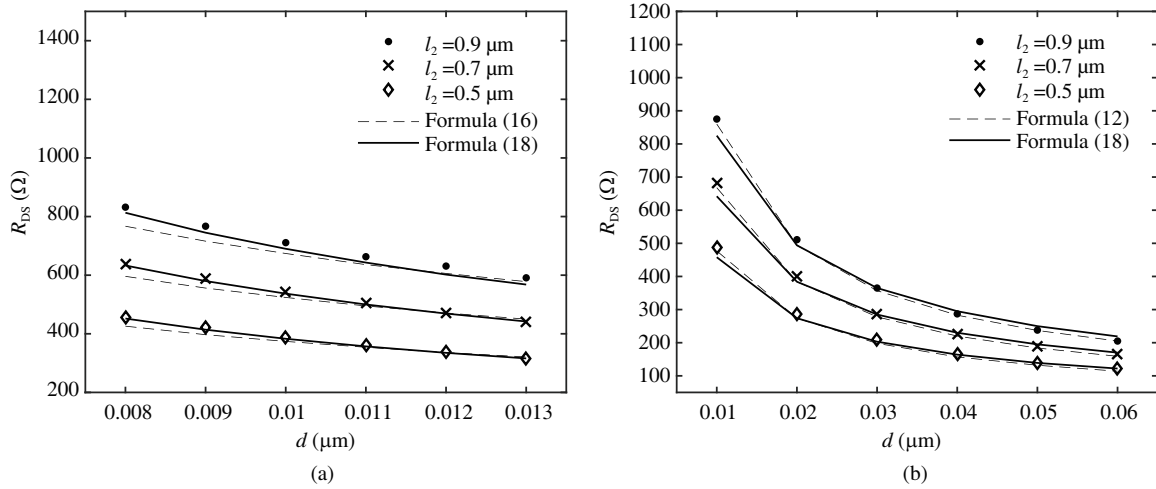 1400
1200
1000
800
600
400
200
R_DS (Ω)
l_2 =0.9 μm
l_2 =0.7 μm
l_2 =0.5 μm
Formula (16)
Formula (18)
0.008 0.009 0.01 0.011 0.012 0.013
d (μm)
(a)
1200
1100
1000
900
800
700
600
500
400
300
200
100
R_DS (Ω)
l_2 =0.9 μm
l_2 =0.7 μm
l_2 =0.5 μm
Formula (12)
Formula (18)
0.01 0.02 0.03 0.04 0.05 0.06
d (μm)
(b)